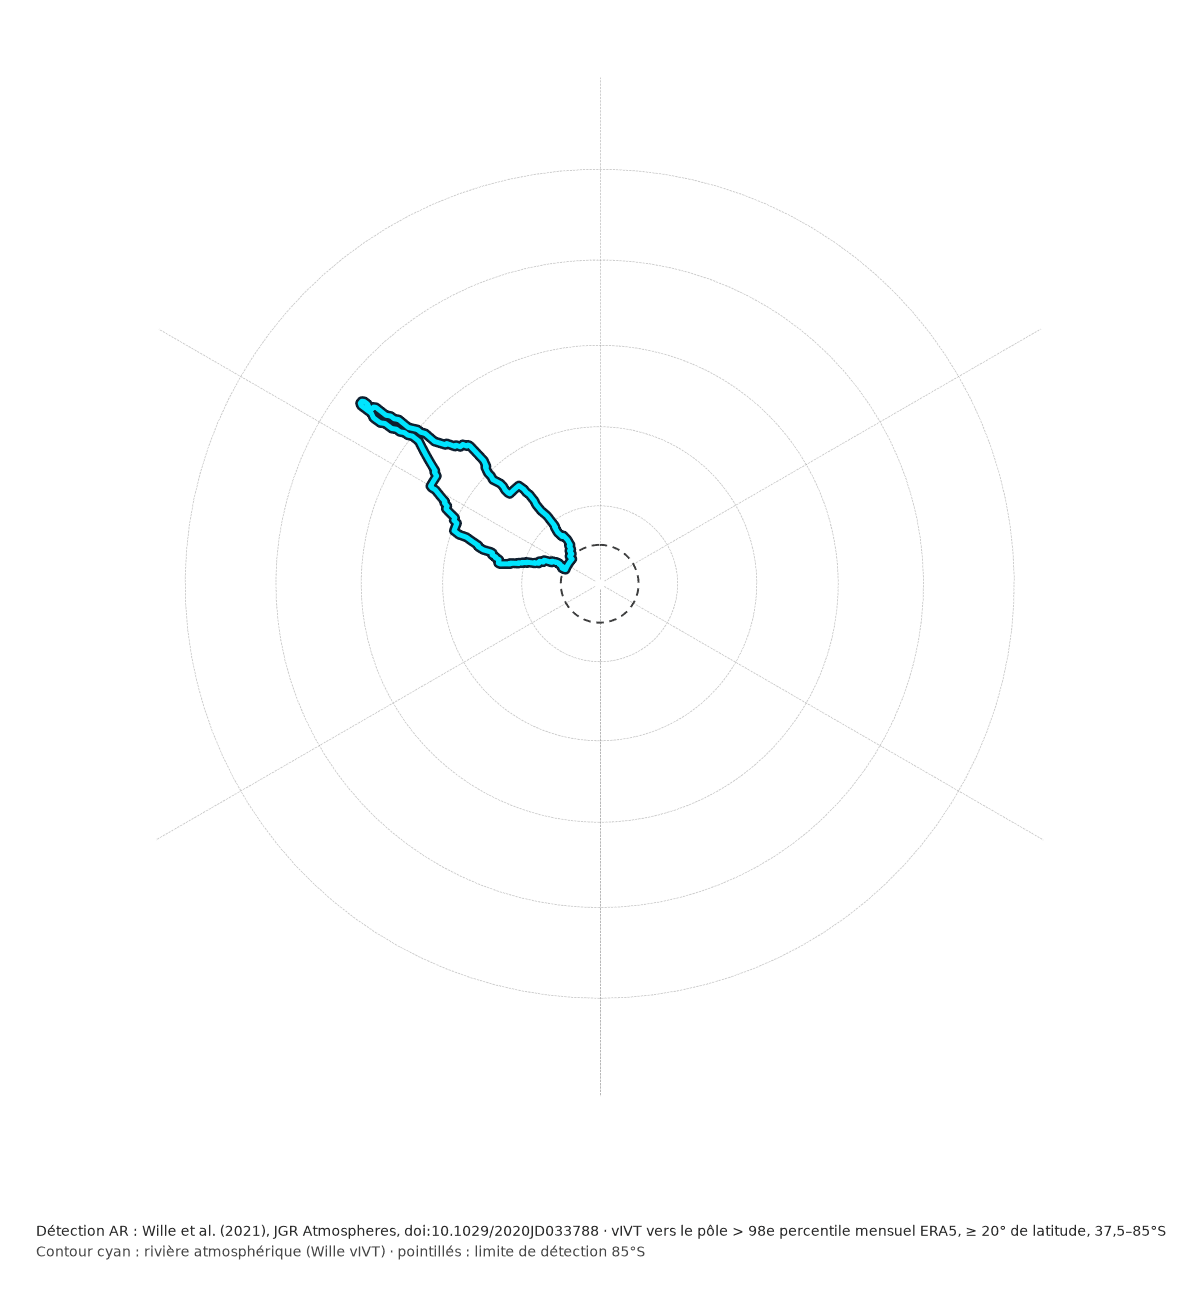 Détection AR : Wille et al. (2021), JGR Atmospheres, doi:10.1029/2020JD033788 · vIVT vers le pôle > 98e percentile mensuel ERA5, ≥ 20° de latitude, 37,5–85°S
Contour cyan : rivière atmosphérique (Wille vIVT) · pointillés : limite de détection 85°S